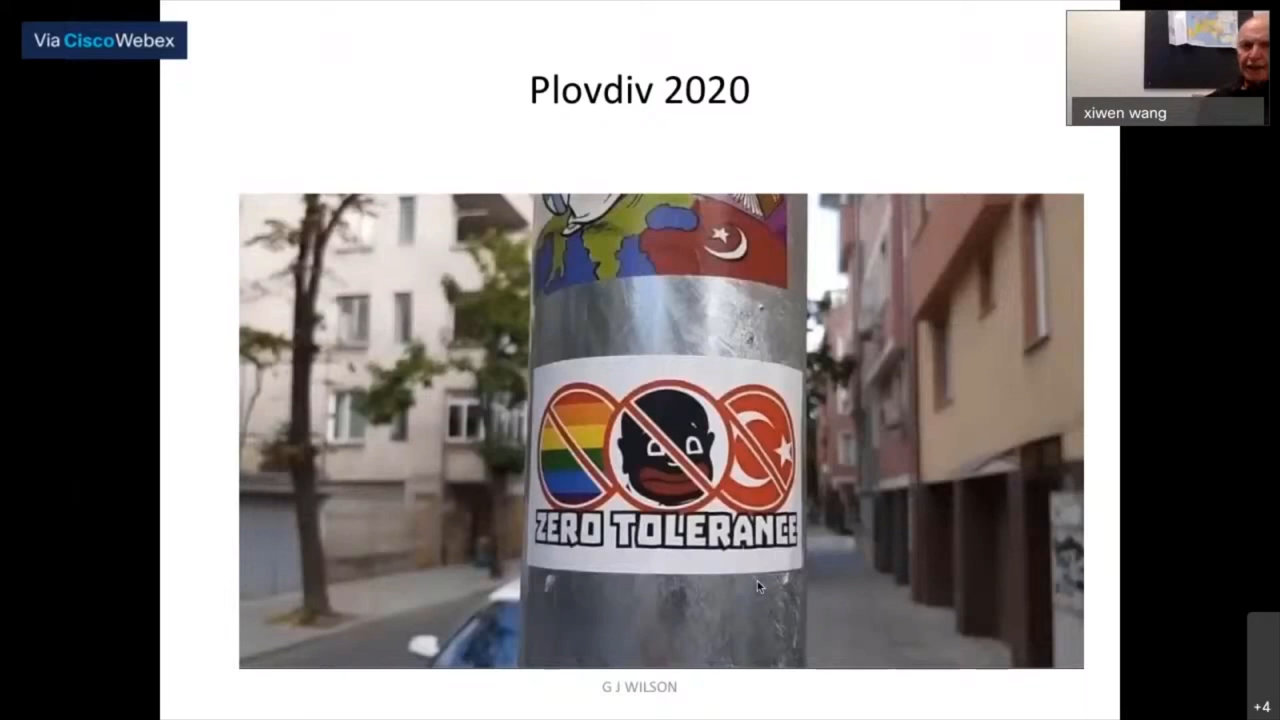 Via CiscoWebex
Plovdiv 2020
xiwen wang
ZERO TOLERANCE
G J WILSON
+4